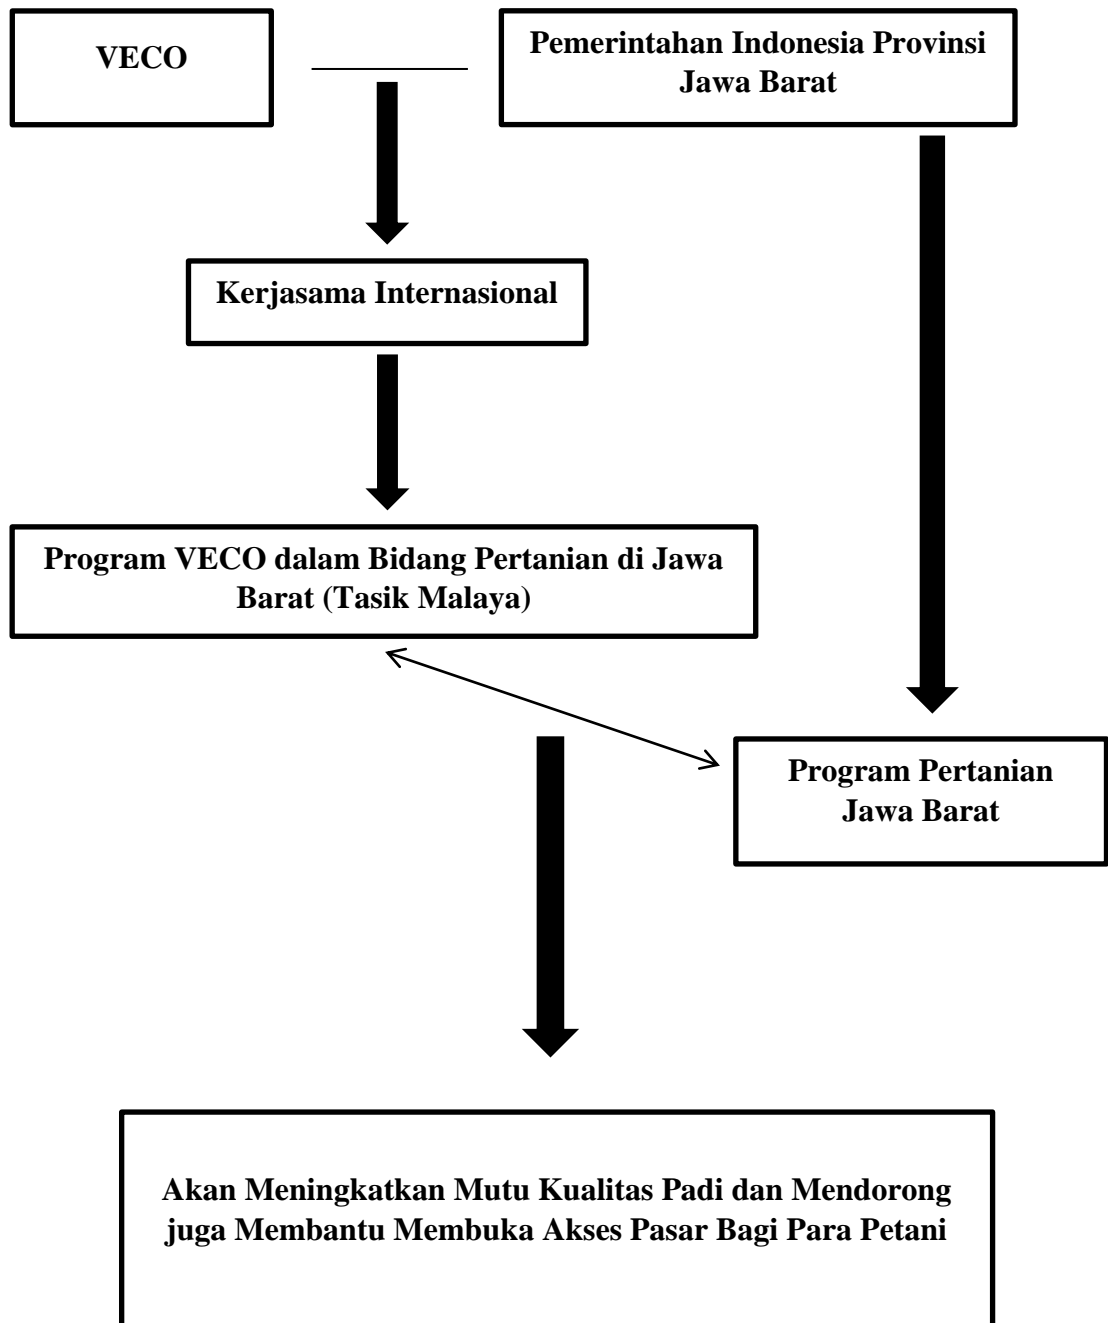 VECO
Pemerintahan Indonesia Provinsi
Jawa Barat
Kerjasama Internasional
Program VECO dalam Bidang Pertanian di Jawa
Barat (Tasik Malaya)
Program Pertanian
Jawa Barat
Akan Meningkatkan Mutu Kualitas Padi dan Mendorong
juga Membantu Membuka Akses Pasar Bagi Para Petani